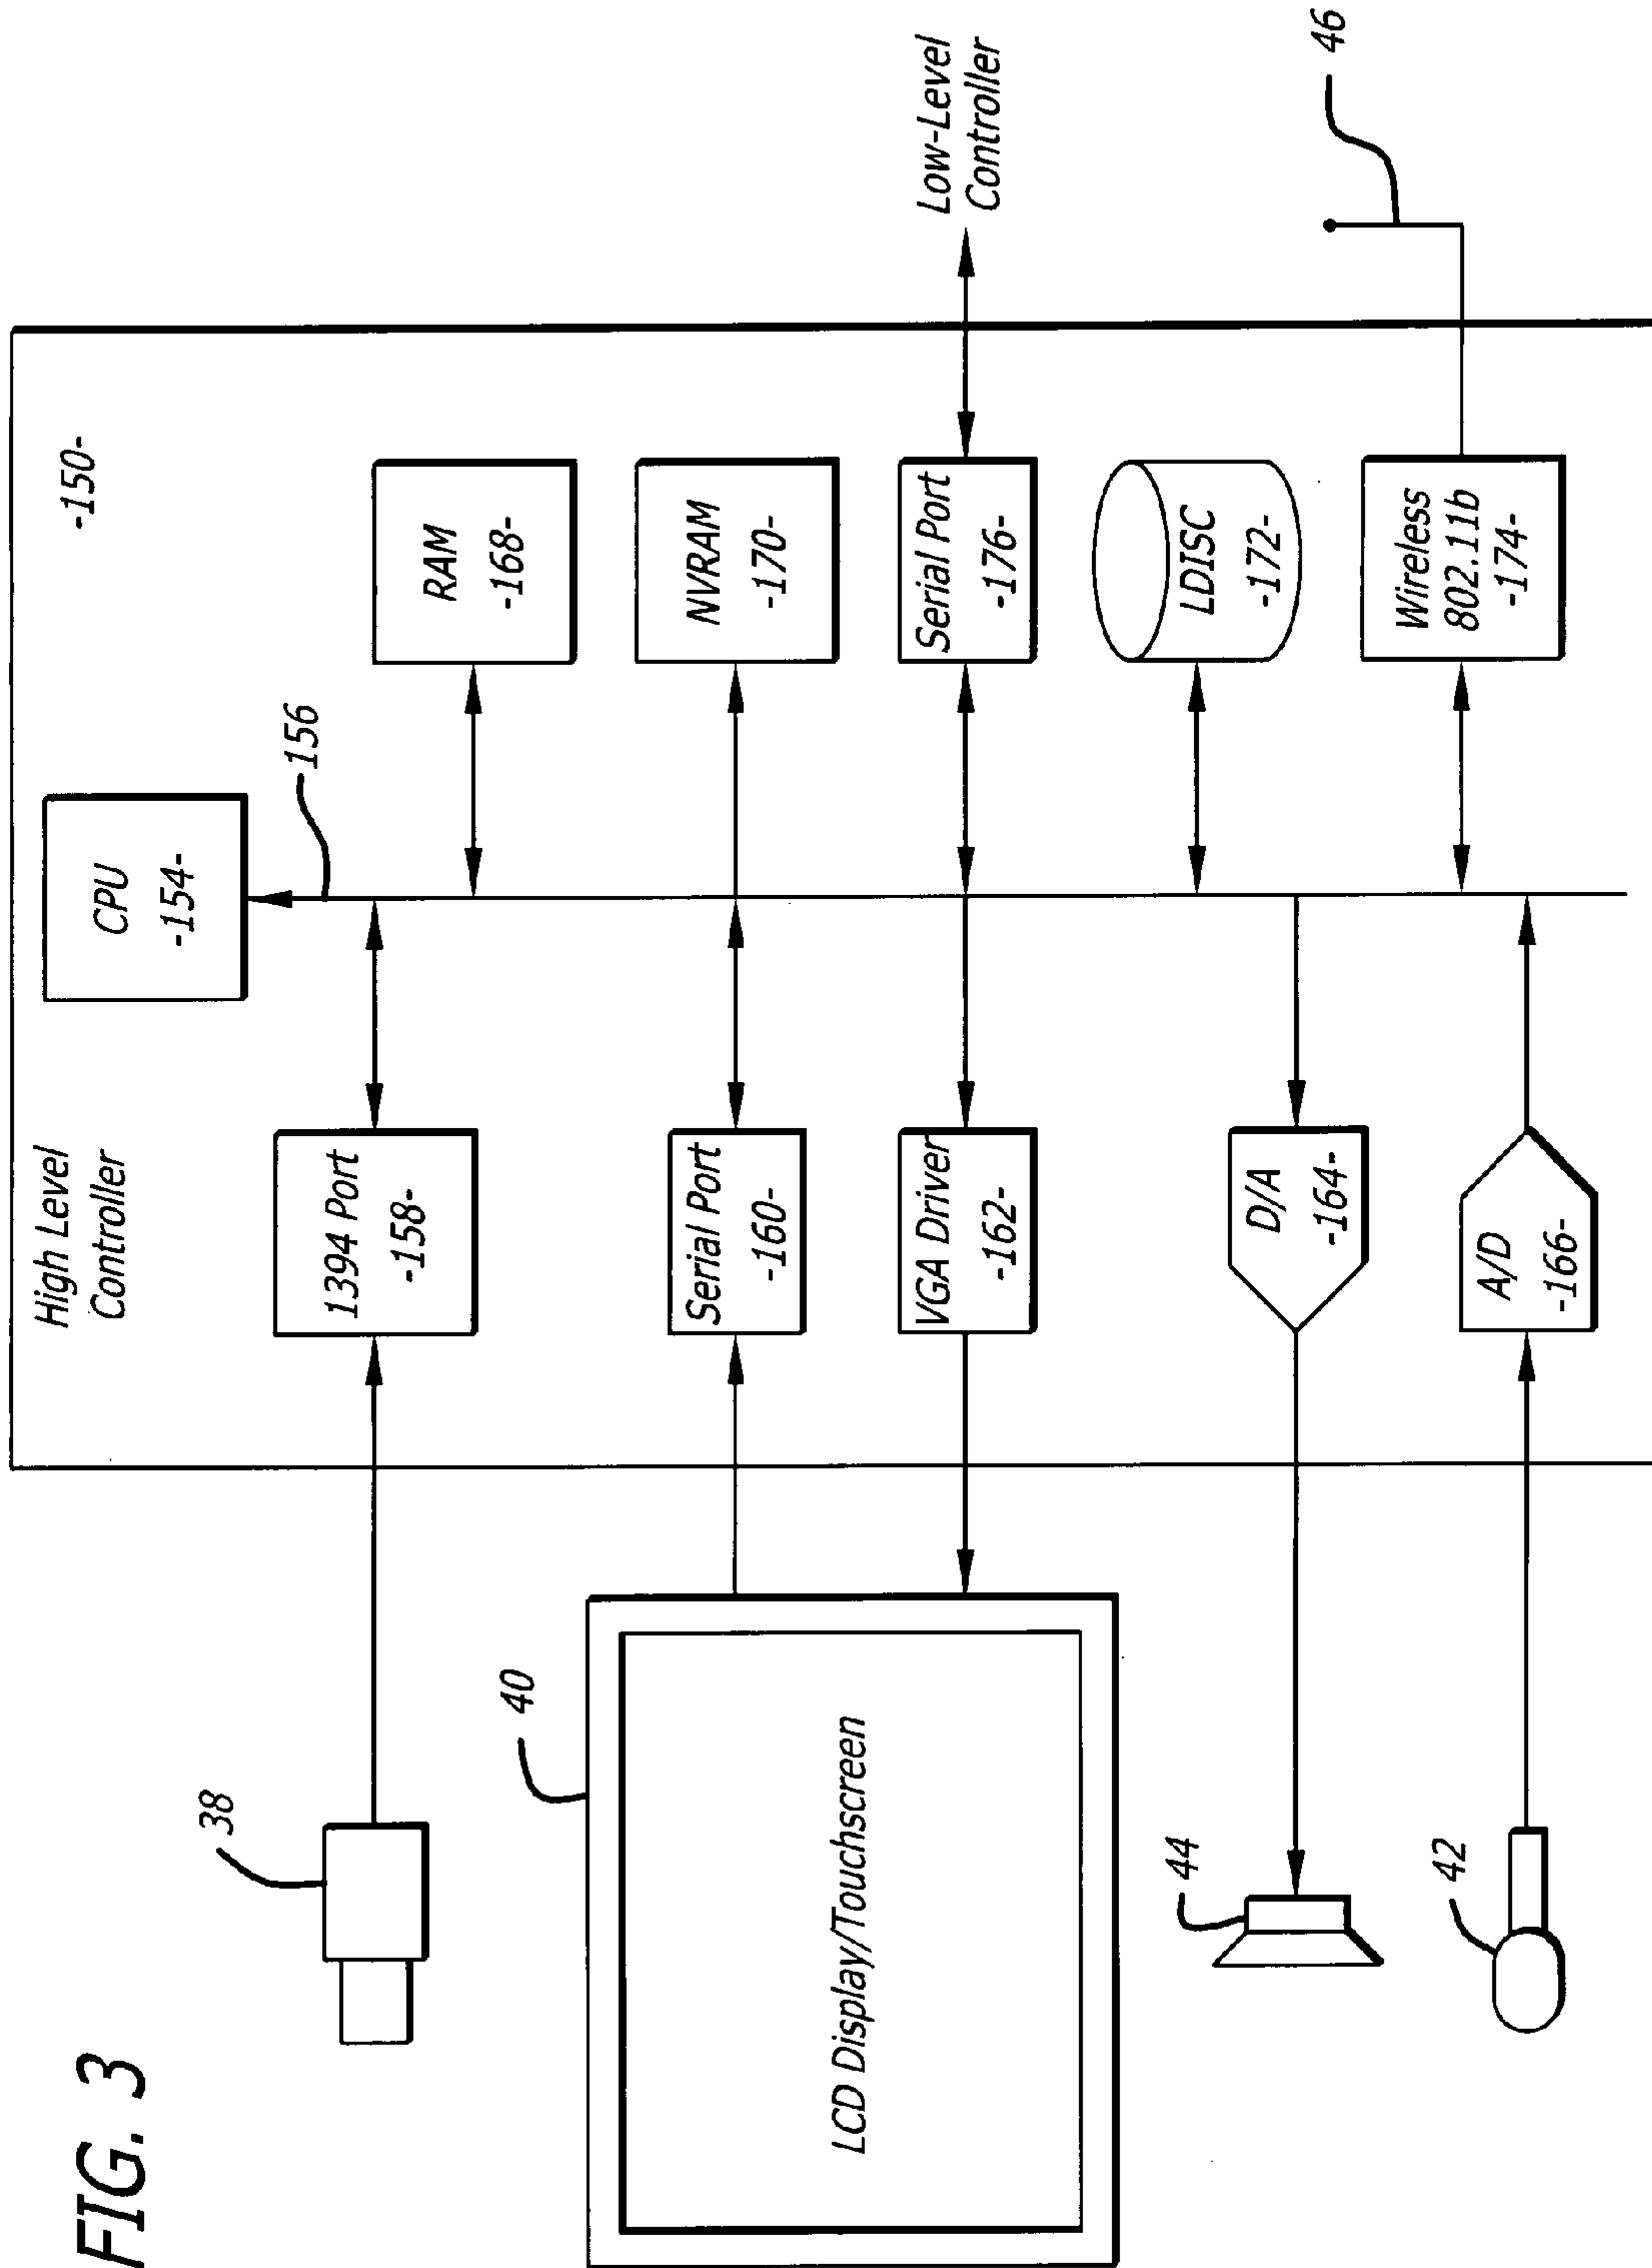 FIG. 3
High Level
Controller
-150-
CPU
-154-
156
38
1394 Port
-158-
RAM
-168-
40
LCD Display/Touchscreen
Serial Port
-160-
NVRAM
-170-
VGA Driver
-162-
Serial Port
-176-
Low-Level
Controller
44
D/A
-164-
LDISC
-172-
42
A/D
-166-
Wireless
802.11b
-174-
46